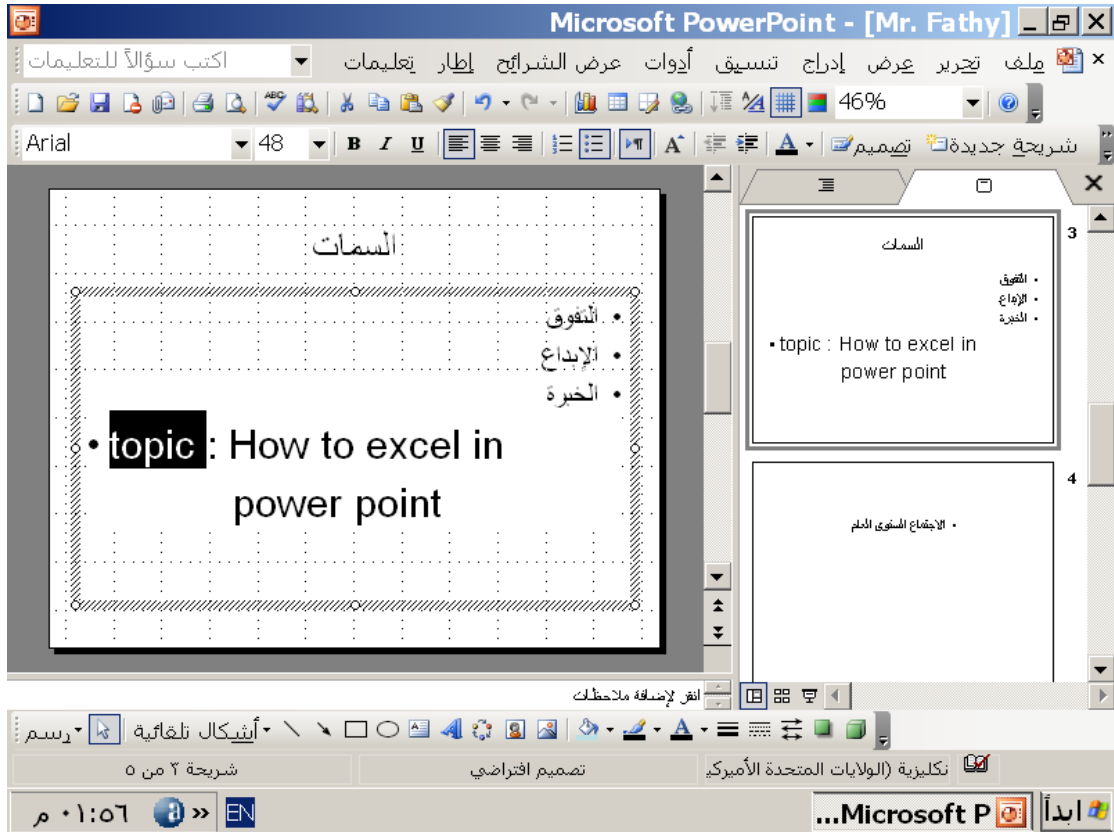 Microsoft PowerPoint - [Mr. Fathy]
ملف تحرير عرض إدراج تنسيق أدوات عرض الشرائح إطار تعليمات اكتب سؤالاً للتعليمات
46%
Arial 48 B I U A A شريحة جديدة تصميم
السمات
التفوق
الإبداع
الخبرة
topic : How to excel in
power point
3
السمات
التفوق
الإبداع
الخبرة
topic : How to excel in
power point
4
الاجتماع السنوى العام
انقر لإضافة ملاحظات
رسم أشكال تلقائية A
شريحة ٣ من ٥ تصميم افتراضي نكليزية (الولايات المتحدة الأميركي
ابدأ Microsoft P... EN ٠١:٥٦ م